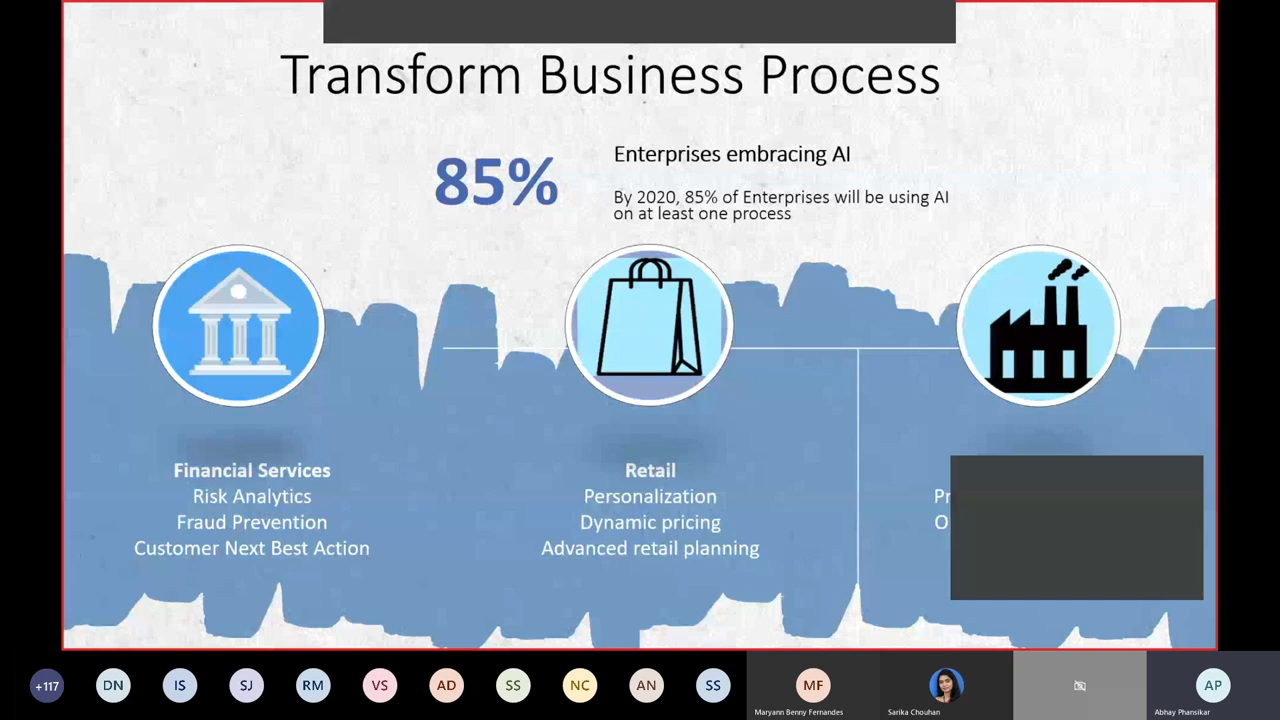 Transform Business Process
85%
Enterprises embracing AI
By 2020, 85% of Enterprises will be using AI
on at least one process
Financial Services
Risk Analytics
Fraud Prevention
Customer Next Best Action
Retail
Personalization
Dynamic pricing
Advanced retail planning
+117
DN
IS
SJ
RM
VS
AD
SS
NC
AN
SS
MF
Maryann Benny Fernandes
Sarika Chouhan
AP
Abhay Phansikar